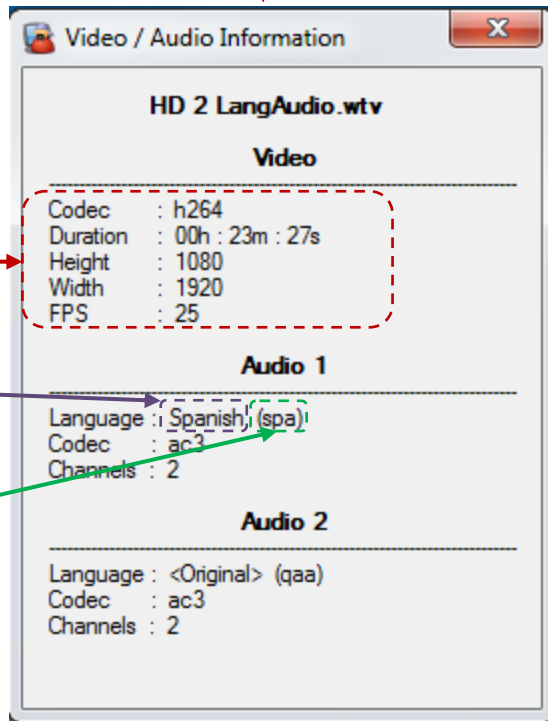 Video / Audio Information
HD 2 LangAudio.wtv
Video
Codec : h264
Duration : 00h : 23m : 27s
Height : 1080
Width : 1920
FPS : 25
Audio 1
Language : Spanish (spa)
Codec : ac3
Channels : 2
Audio 2
Language : <Original> (qaa)
Codec : ac3
Channels : 2